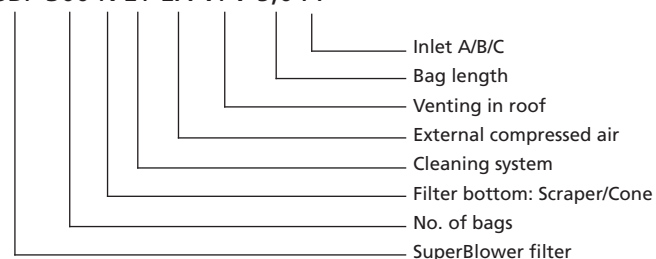 Inlet A/B/C
Bag length
Venting in roof
External compressed air
Cleaning system
Filter bottom: Scraper/Cone
No. of bags
SuperBlower filter